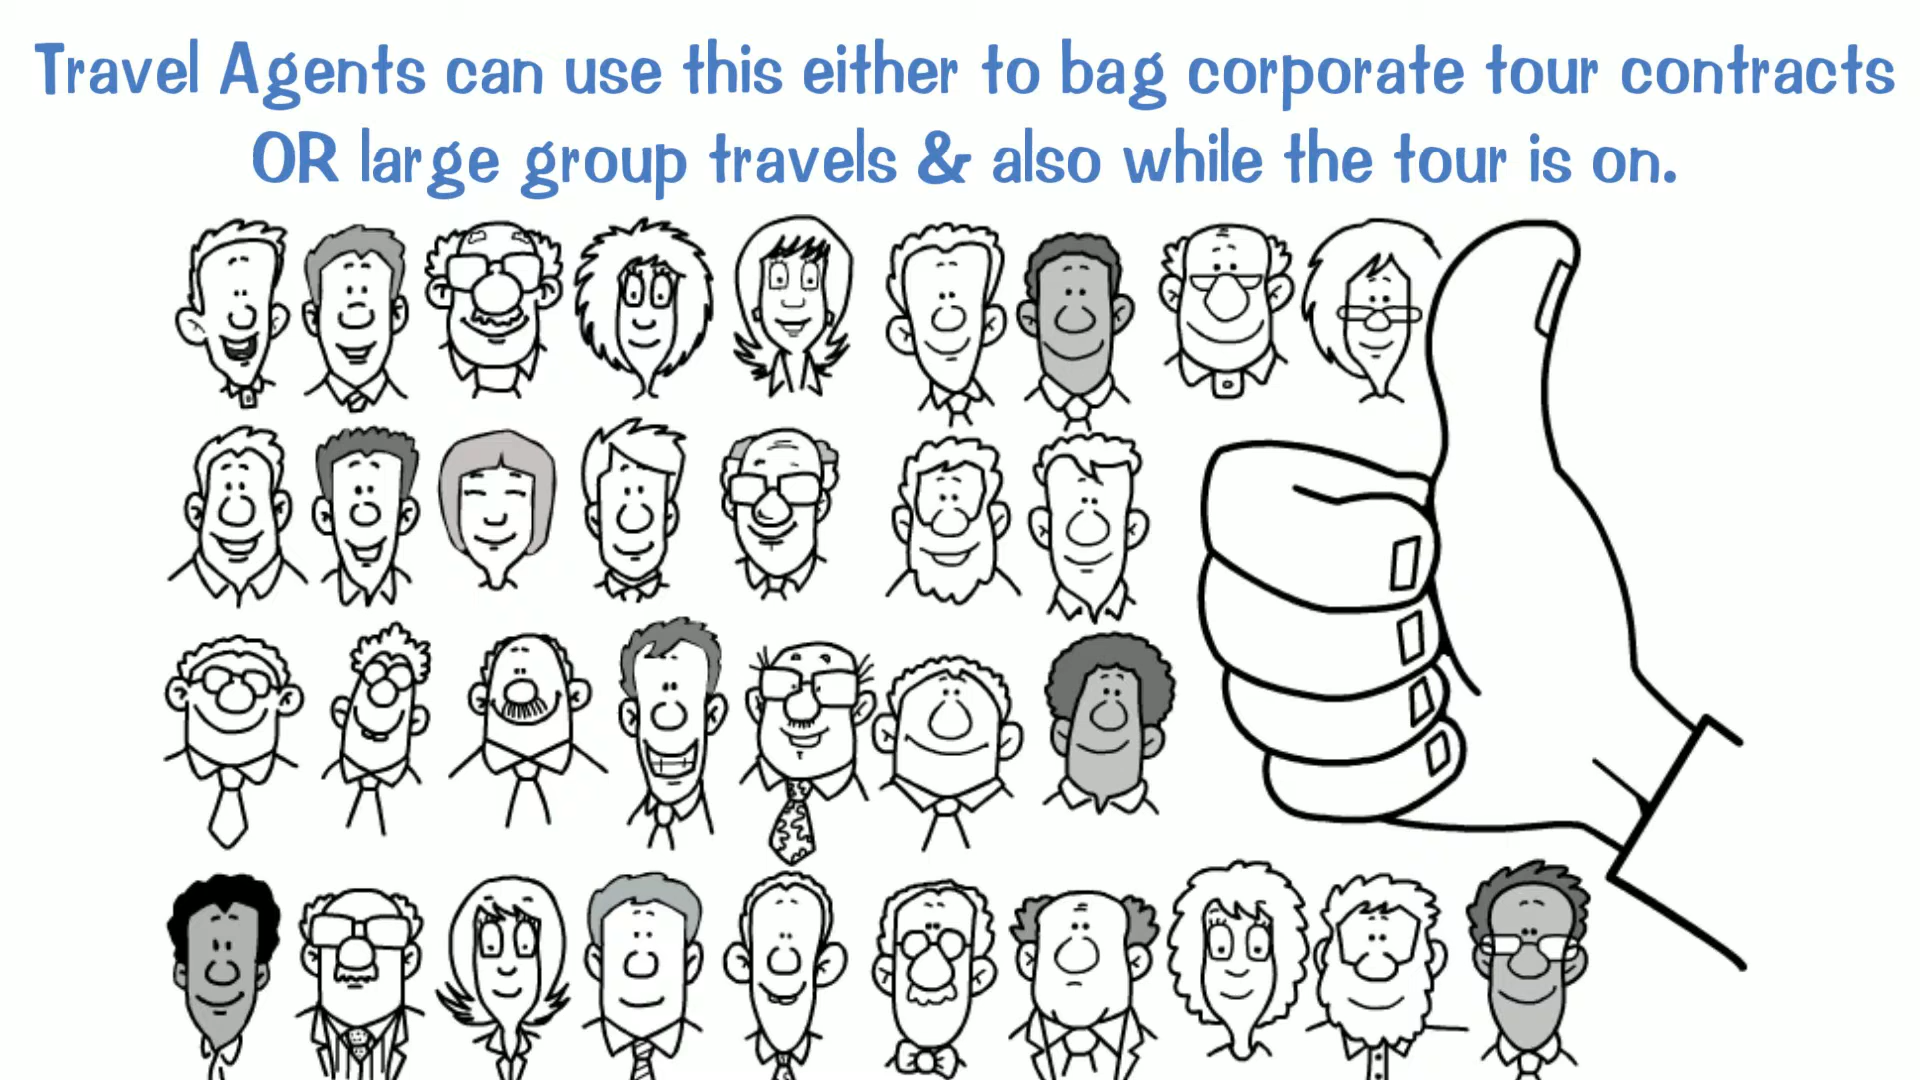 Travel Agents can use this either to bag corporate tour contracts
OR large group travels & also while the tour is on.